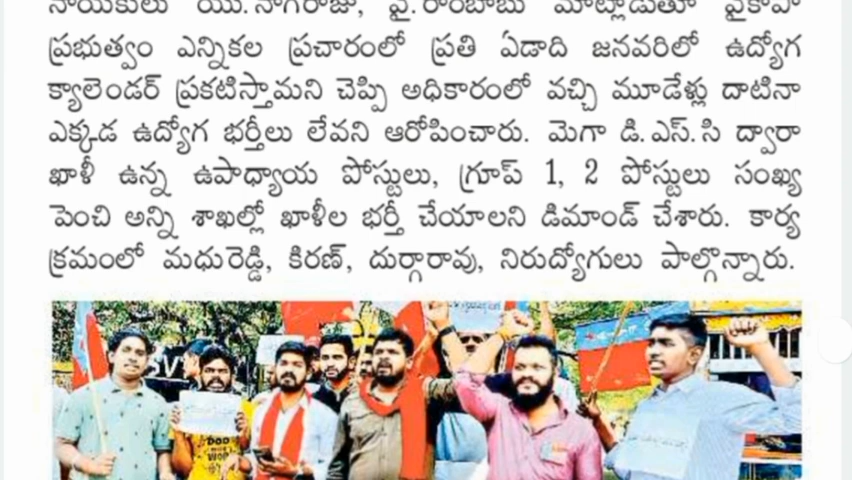 నాయకులు యు. నాగరాజు, వై. రాంబాబు మాట్లాడుతూ వైకాపా
ప్రభుత్వం ఎన్నికల ప్రచారంలో ప్రతి ఏడాది జనవరిలో ఉద్యోగ
క్యాలెండర్ ప్రకటిస్తామని చెప్పి అధికారంలో వచ్చి మూడేళ్లు దాటినా
ఎక్కడ ఉద్యోగ భర్తీలు లేవని ఆరోపించారు. మెగా డి.ఎస్.సి ద్వారా
ఖాళీ ఉన్న ఉపాధ్యాయ పోస్టులు, గ్రూప్ 1, 2 పోస్టులు సంఖ్య
పెంచి అన్ని శాఖల్లో ఖాళీల భర్తీ చేయాలని డిమాండ్ చేశారు. కార్య
క్రమంలో మధురెడ్డి, కిరణ్, దుర్గారావు, నిరుద్యోగులు పాల్గొన్నారు.